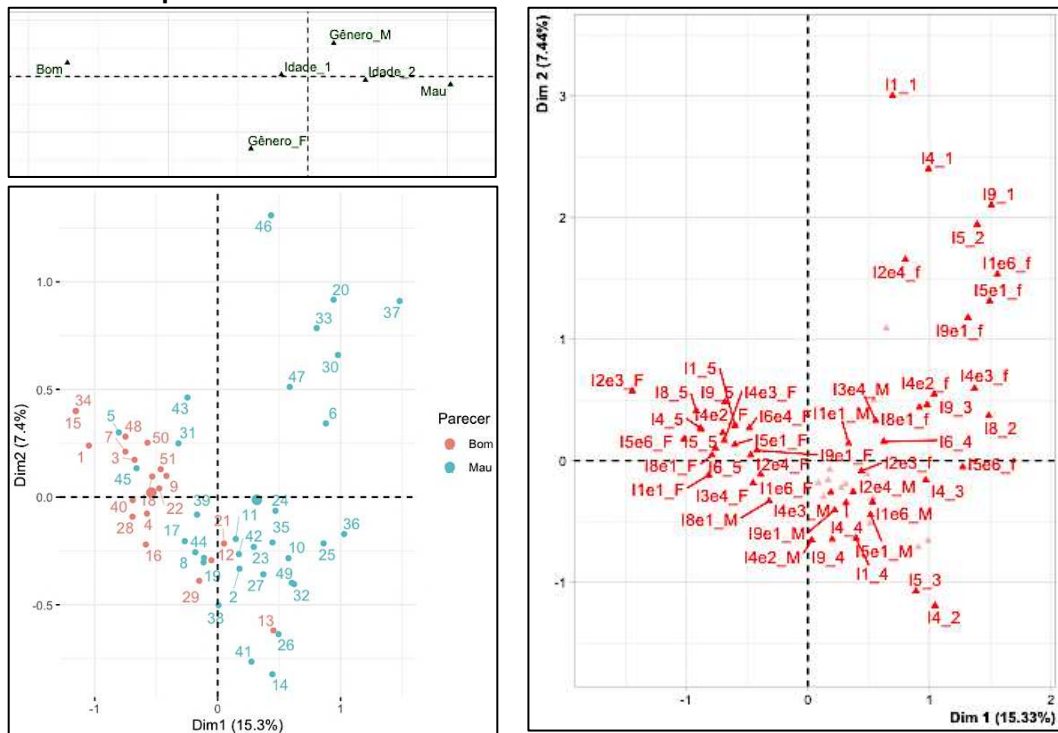 Gênero_M
Bom
Idade_1
Idade_2
Mau
Gênero_F
46
1.0
20
37
33
30
47
0.5
6
34
43
15
5
48
50
7
31
1
3
51
45
9
0.0
18
39
24
40
22
21
11
36
28
4
17
42
35
16
44
12
23
10
25
8
19
27
49
29
2
32
-0.5
38
13
26
41
14
-1
0
1
Dim1 (15.3%)
Dim2 (7.4%)
Parecer
Bom
Mau
Dim 2 (7.44%)
3
I1_1
I4_1
I9_1
2
I5_2
I2e4_f
I1e6_f
I5e1_f
I9e1_f
1
I1_5
I2e3_F
I8_5
I9_5
I4e3_F
I3e4_M
I4e2_f
I4e3_f
I4_5
I4e2_F
I6e4_F
I1e1_M
I8e1_f
I9_3
I8_2
I5e6_F
I5_5
I5e1_F
I6_4
0
I8e1_F
I6_5
I9e1_F
I2e3_f
I5e6_f
I1e1_F
I2e4_F
I2e4_M
I4_3
I3e4_F
I1e6_F
I8e1_M
I4e3_M
I1e6_M
I9e1_M
I4_4
I5e1_M
I4e2_M
I9_4
I1_4
-1
I5_3
I4_2
-1
0
1
2
Dim 1 (15.33%)